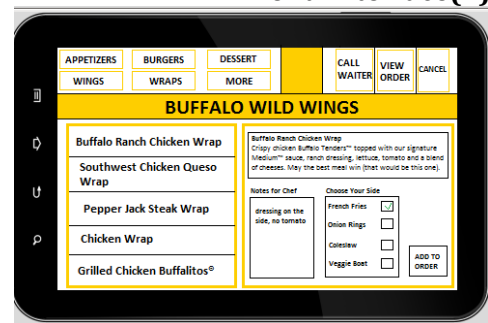 APPETIZERS BURGERS DESSERT
WINGS WRAPS MORE
CALL WAITER
VIEW ORDER
CANCEL
BUFFALO WILD WINGS
Buffalo Ranch Chicken Wrap
Southwest Chicken Queso
Wrap
Pepper Jack Steak Wrap
Chicken Wrap
Grilled Chicken Buffalitos®
Buffalo Ranch Chicken Wrap
Crispy chicken Buffalo Tenders™ topped with our signature
Medium™ sauce, ranch dressing, lettuce, tomato and a blend
of cheeses. May the best meal win (that would be this one).
Notes for Chef
dressing on the
side, no tomato
Choose Your Side
French Fries
Onion Rings
Coleslaw
Veggie Boat
ADD TO
ORDER